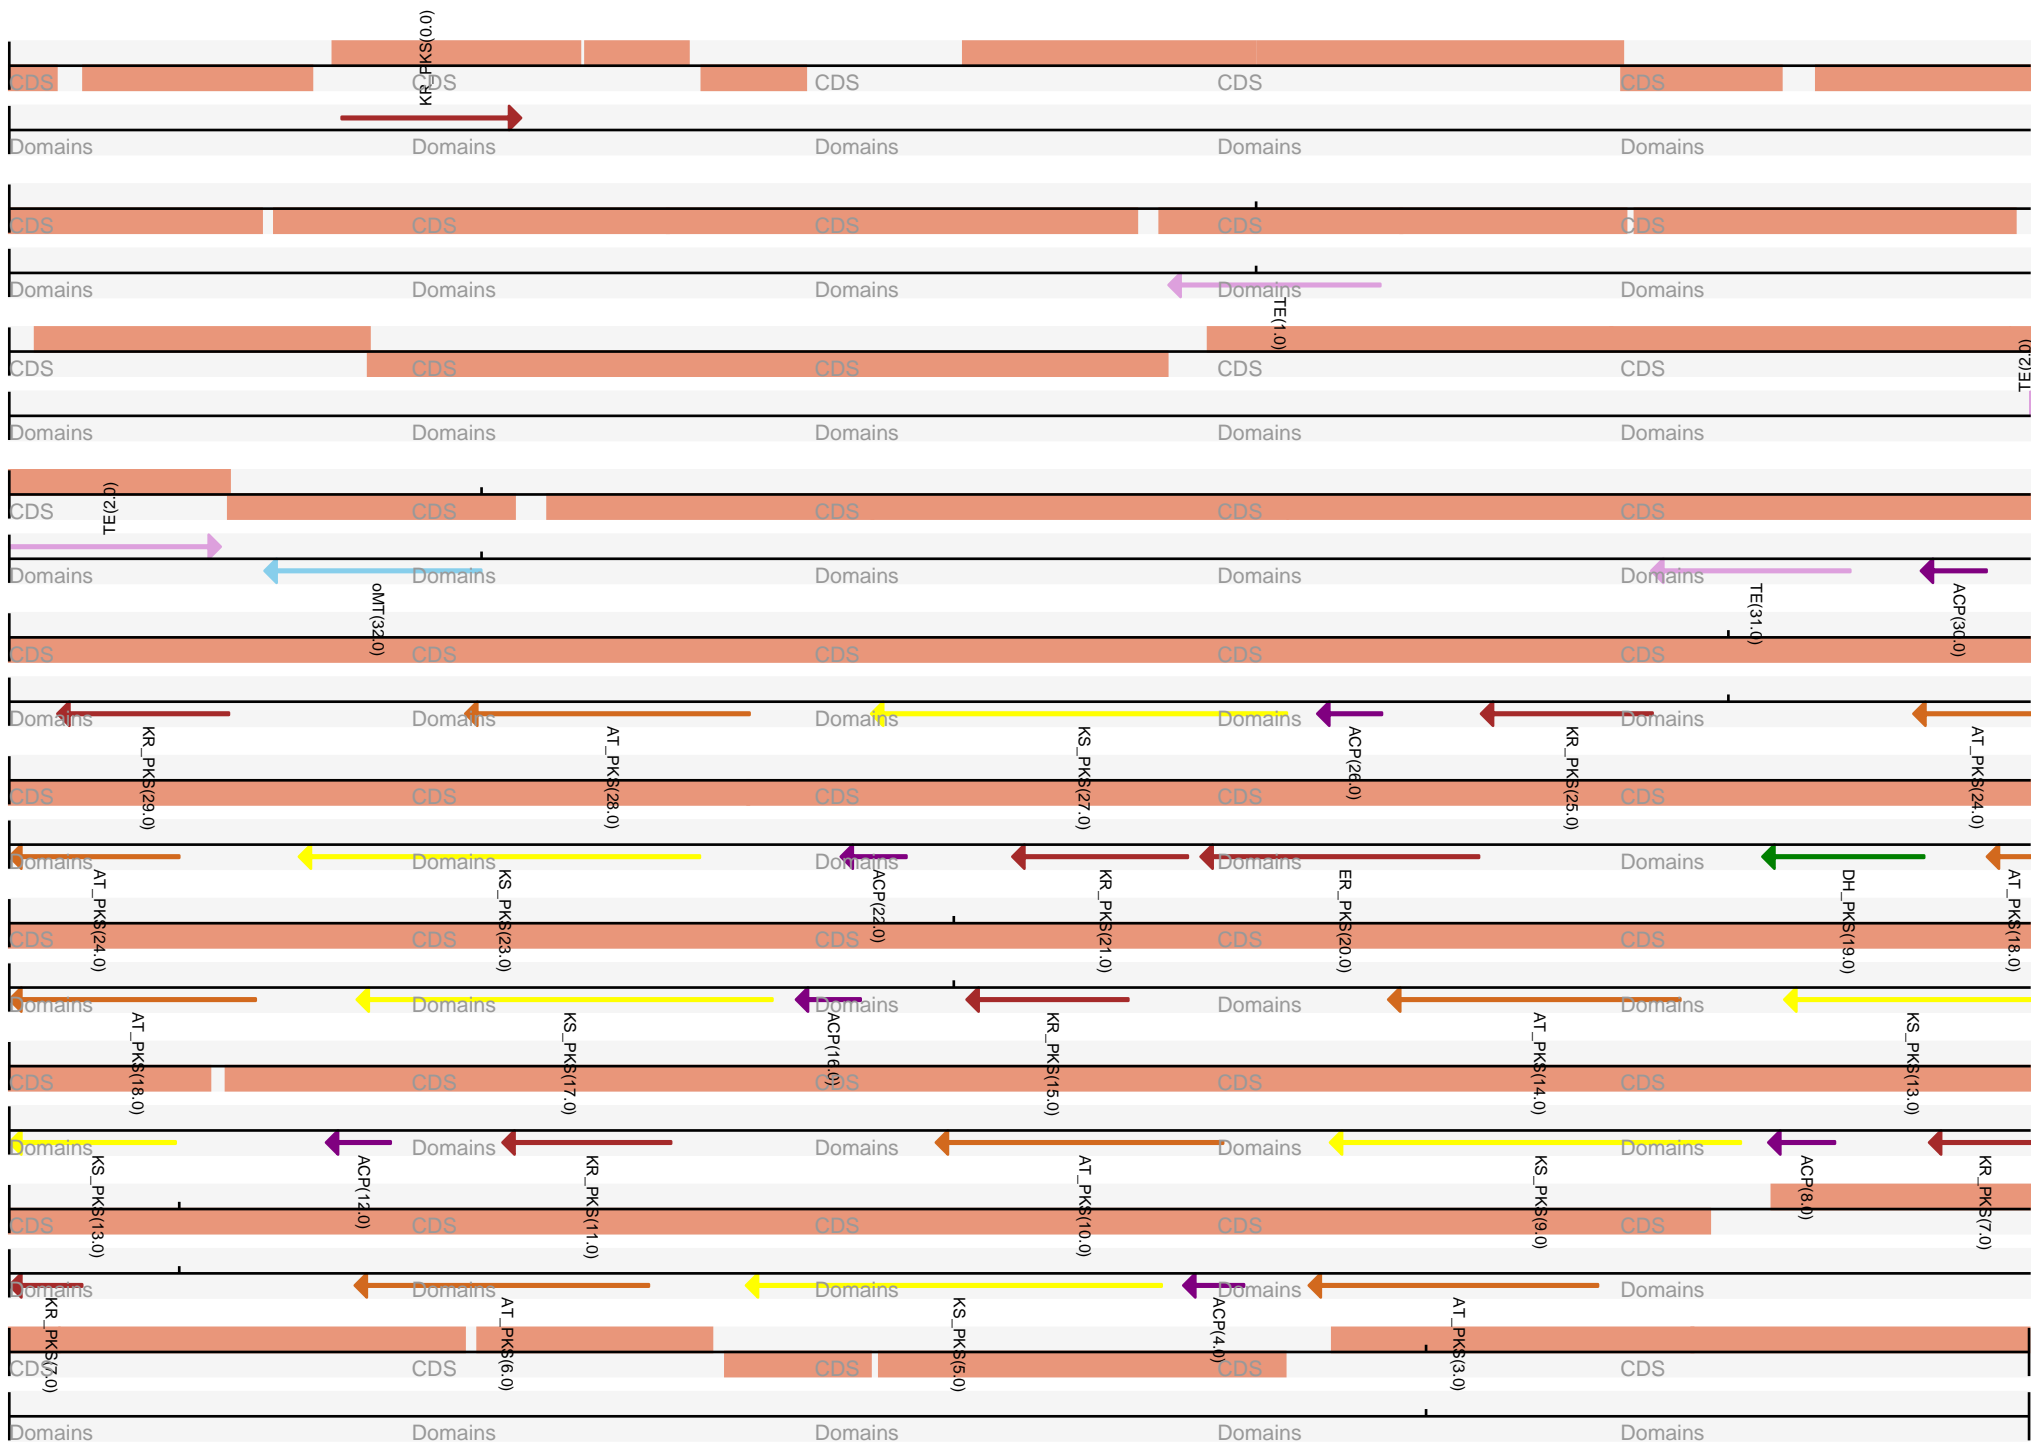 KR_PKS(0.0)
CDS CDS CDS CDS CDS
Domains Domains Domains Domains Domains
CDS CDS CDS CDS CDS
Domains Domains Domains Domains Domains
TE(1.0)
TE(2.0)
CDS CDS CDS CDS CDS
Domains Domains Domains Domains Domains
TE(2.0)
CDS CDS CDS CDS CDS
Domains Domains Domains Domains Domains
oMT(32.0) TE(31.0) ACP(30.0)
CDS CDS CDS CDS CDS
Domains Domains Domains Domains Domains
KR_PKS(29.0) AT_PKS(28.0) KS_PKS(27.0) ACP(26.0) KR_PKS(25.0) AT_PKS(24.0)
CDS CDS CDS CDS CDS
Domains Domains Domains Domains Domains
AT_PKS(24.0) KS_PKS(23.0) ACP(22.0) KR_PKS(21.0) ER_PKS(20.0) DH_PKS(19.0) AT_PKS(18.0)
CDS CDS CDS CDS CDS
Domains Domains Domains Domains Domains
AT_PKS(18.0) KS_PKS(17.0) ACP(16.0) KR_PKS(15.0) AT_PKS(14.0) KS_PKS(13.0)
CDS CDS CDS CDS CDS
Domains Domains Domains Domains Domains
KS_PKS(13.0) ACP(12.0) KR_PKS(11.0) AT_PKS(10.0) KS_PKS(9.0) ACP(8.0) KR_PKS(7.0)
CDS CDS CDS CDS CDS
Domains Domains Domains Domains Domains
KR_PKS(7.0) AT_PKS(6.0) KS_PKS(5.0) ACP(4.0) AT_PKS(3.0)
CDS CDS CDS CDS CDS
Domains Domains Domains Domains Domains